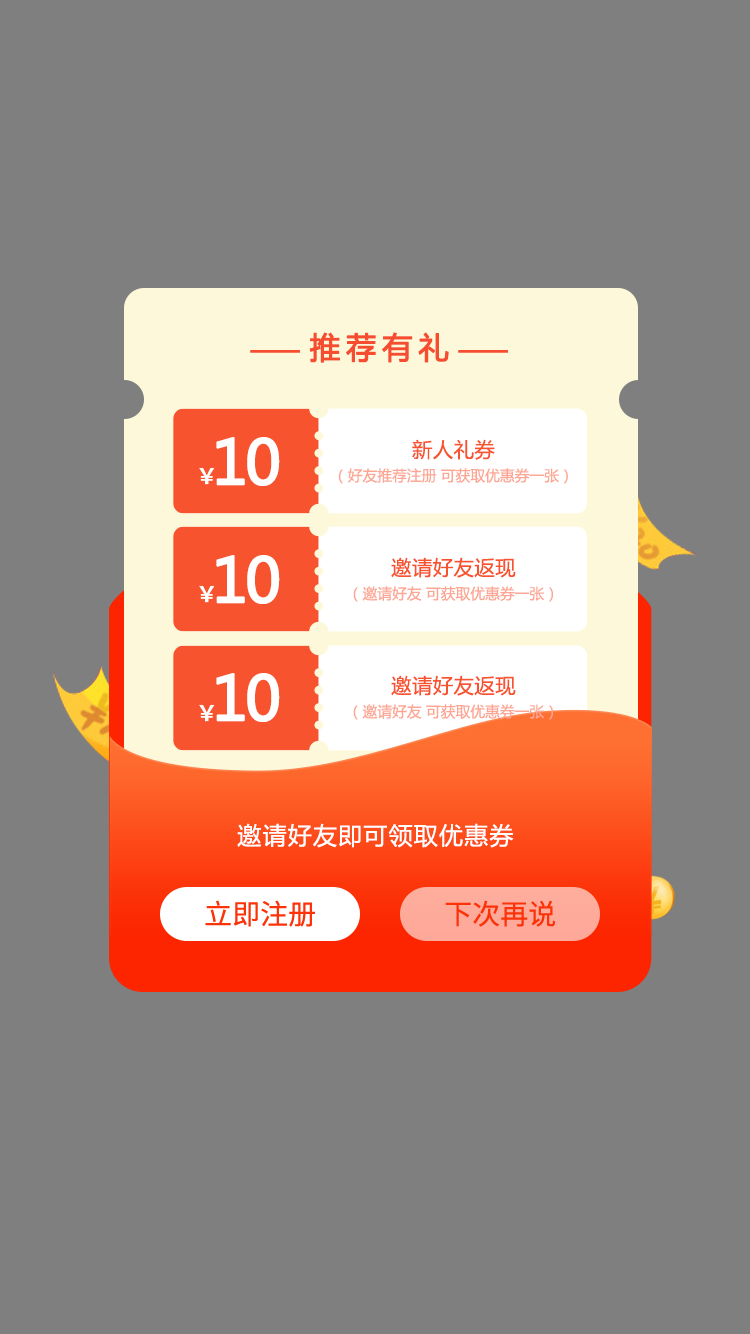 推荐有礼
¥10
新人礼券
( 好友推荐注册 可获取优惠券一张 )
¥10
邀请好友返现
( 邀请好友 可获取优惠券一张 )
¥10
邀请好友返现
( 邀请好友 可获取优惠券一张 )
邀请好友即可领取优惠券
立即注册
下次再说